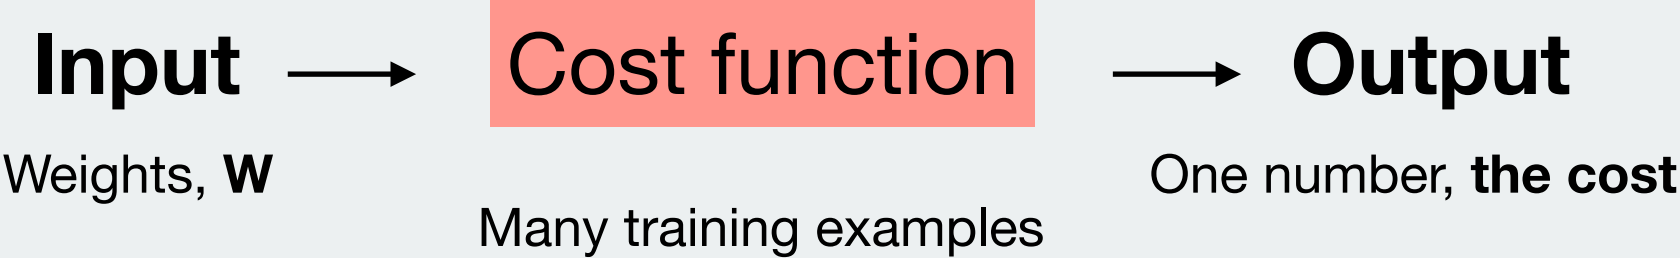 Input → Cost function → Output
Weights, W
One number, the cost
Many training examples